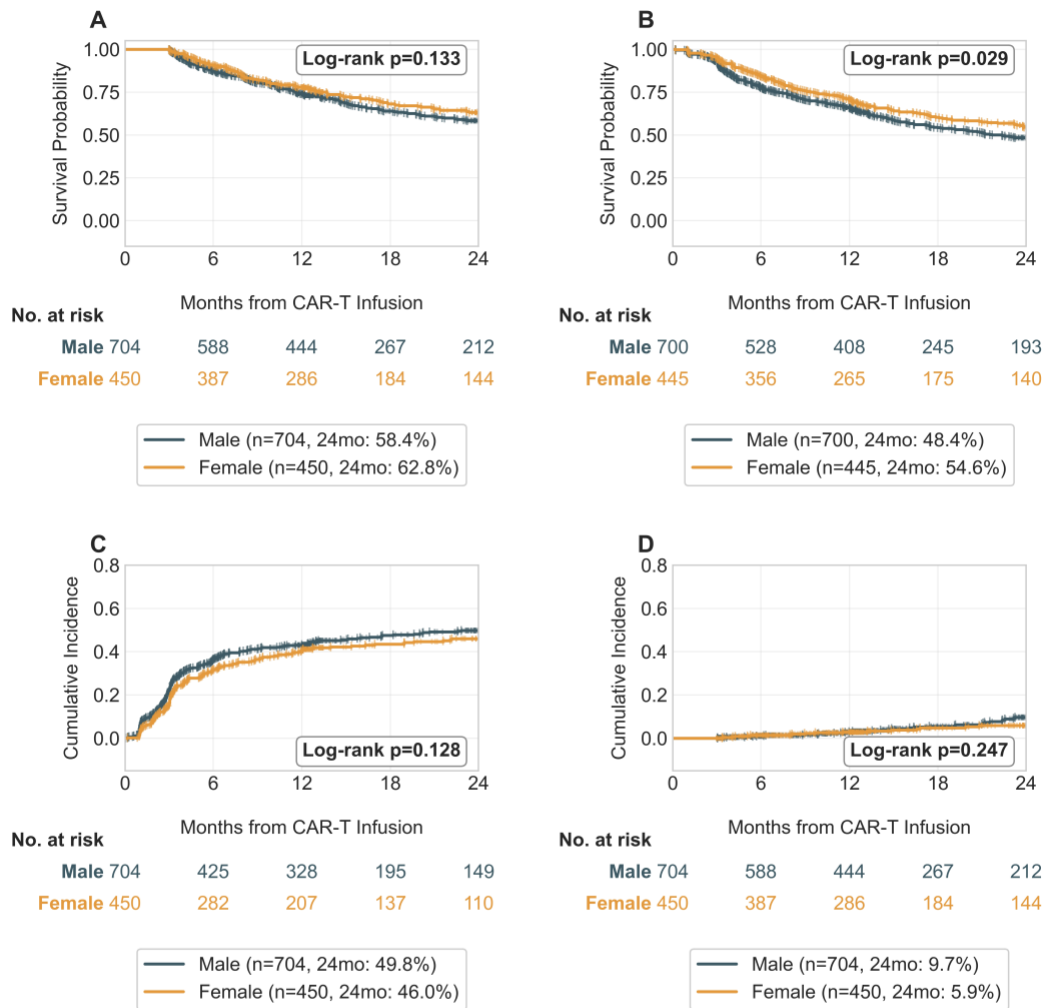 A
1.00
0.75
0.50
0.25
0.00
Survival Probability
Log-rank p=0.133
0 6 12 18 24
Months from CAR-T Infusion
No. at risk
Male 704 588 444 267 212
Female 450 387 286 184 144
Male (n=704, 24mo: 58.4%)
Female (n=450, 24mo: 62.8%)
B
1.00
0.75
0.50
0.25
0.00
Survival Probability
Log-rank p=0.029
0 6 12 18 24
Months from CAR-T Infusion
No. at risk
Male 700 528 408 245 193
Female 445 356 265 175 140
Male (n=700, 24mo: 48.4%)
Female (n=445, 24mo: 54.6%)
C
0.8
0.6
0.4
0.2
0.0
Cumulative Incidence
Log-rank p=0.128
0 6 12 18 24
Months from CAR-T Infusion
No. at risk
Male 704 425 328 195 149
Female 450 282 207 137 110
Male (n=704, 24mo: 49.8%)
Female (n=450, 24mo: 46.0%)
D
0.8
0.6
0.4
0.2
0.0
Cumulative Incidence
Log-rank p=0.247
0 6 12 18 24
Months from CAR-T Infusion
No. at risk
Male 704 588 444 267 212
Female 450 387 286 184 144
Male (n=704, 24mo: 9.7%)
Female (n=450, 24mo: 5.9%)